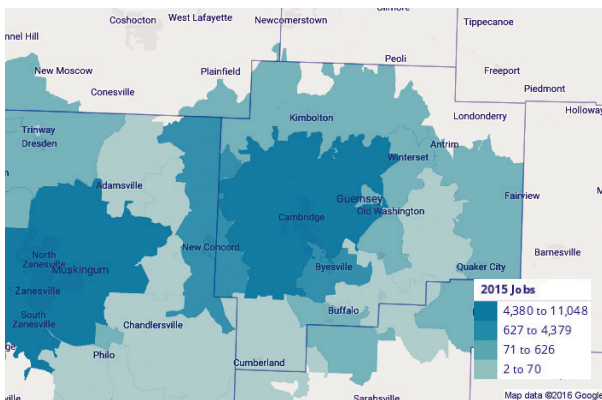 Coshocton
West Lafayette
Newcomerstown
Tippecanoe
nnel Hill
Peoli
New Moscow
Plainfield
Freeport
Conesville
Piedmont
Kimbolton
Londonderry
Holloway
Trinway
Dresden
Antrim
Winterset
Adamsville
Guernsey
Fairview
Cambridge
Old Washington
North
Zanesville
Muskingum
New Concord
Barnesville
Byesville
Quaker City
Zanesville
2015 Jobs
South
Zanesville
Chandlersville
Buffalo
4,380 to 11,048
627 to 4,379
71 to 626
2 to 70
Philo
Cumberland
Sarahsville
Map data ©2016 Google